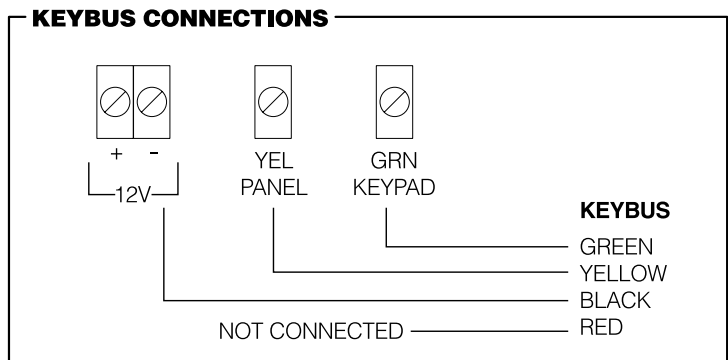 KEYBUS CONNECTIONS
+ -
12V
YEL
PANEL
GRN
KEYPAD
KEYBUS
GREEN
YELLOW
BLACK
NOT CONNECTED RED